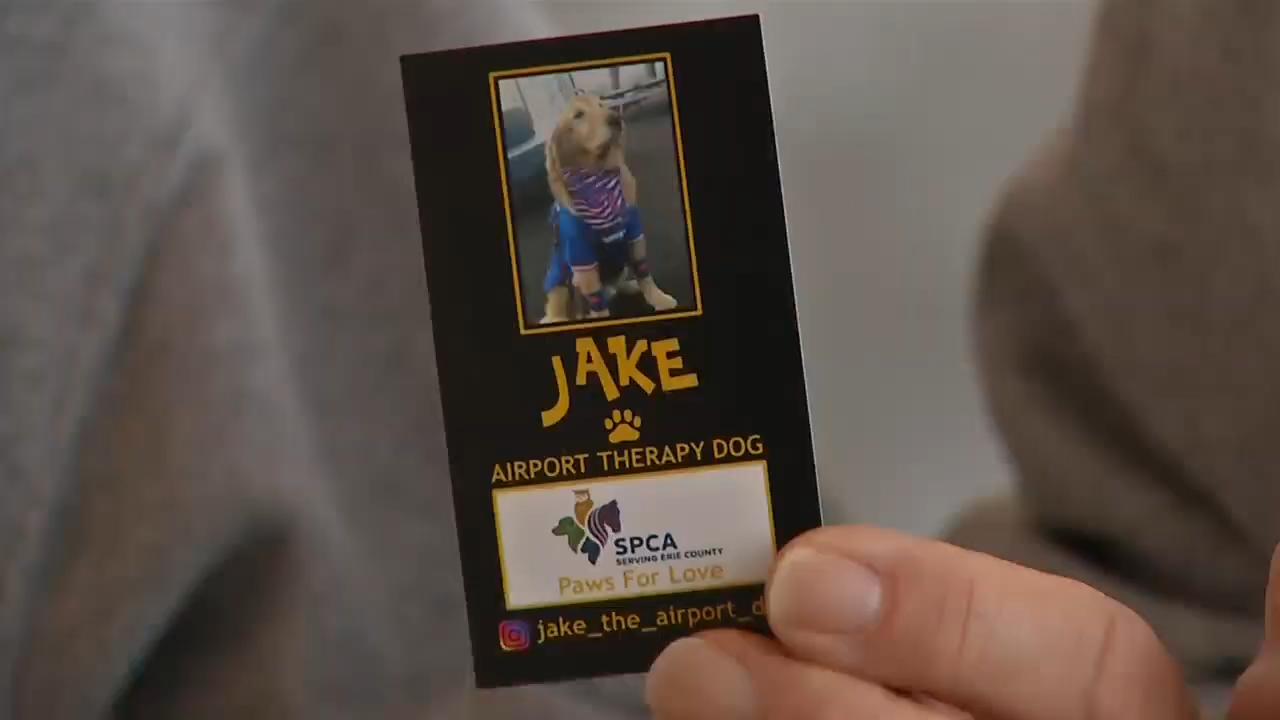 JAKE
AIRPORT THERAPY DOG
SPCA
SERVING ERIE COUNTY
Paws For Love
jake_the_airport_d